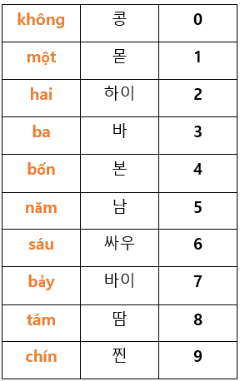 không 콩 0
một 몯 1
hai 하이 2
ba 바 3
bốn 본 4
năm 남 5
sáu 싸우 6
bảy 바이 7
tám 땀 8
chín 찐 9